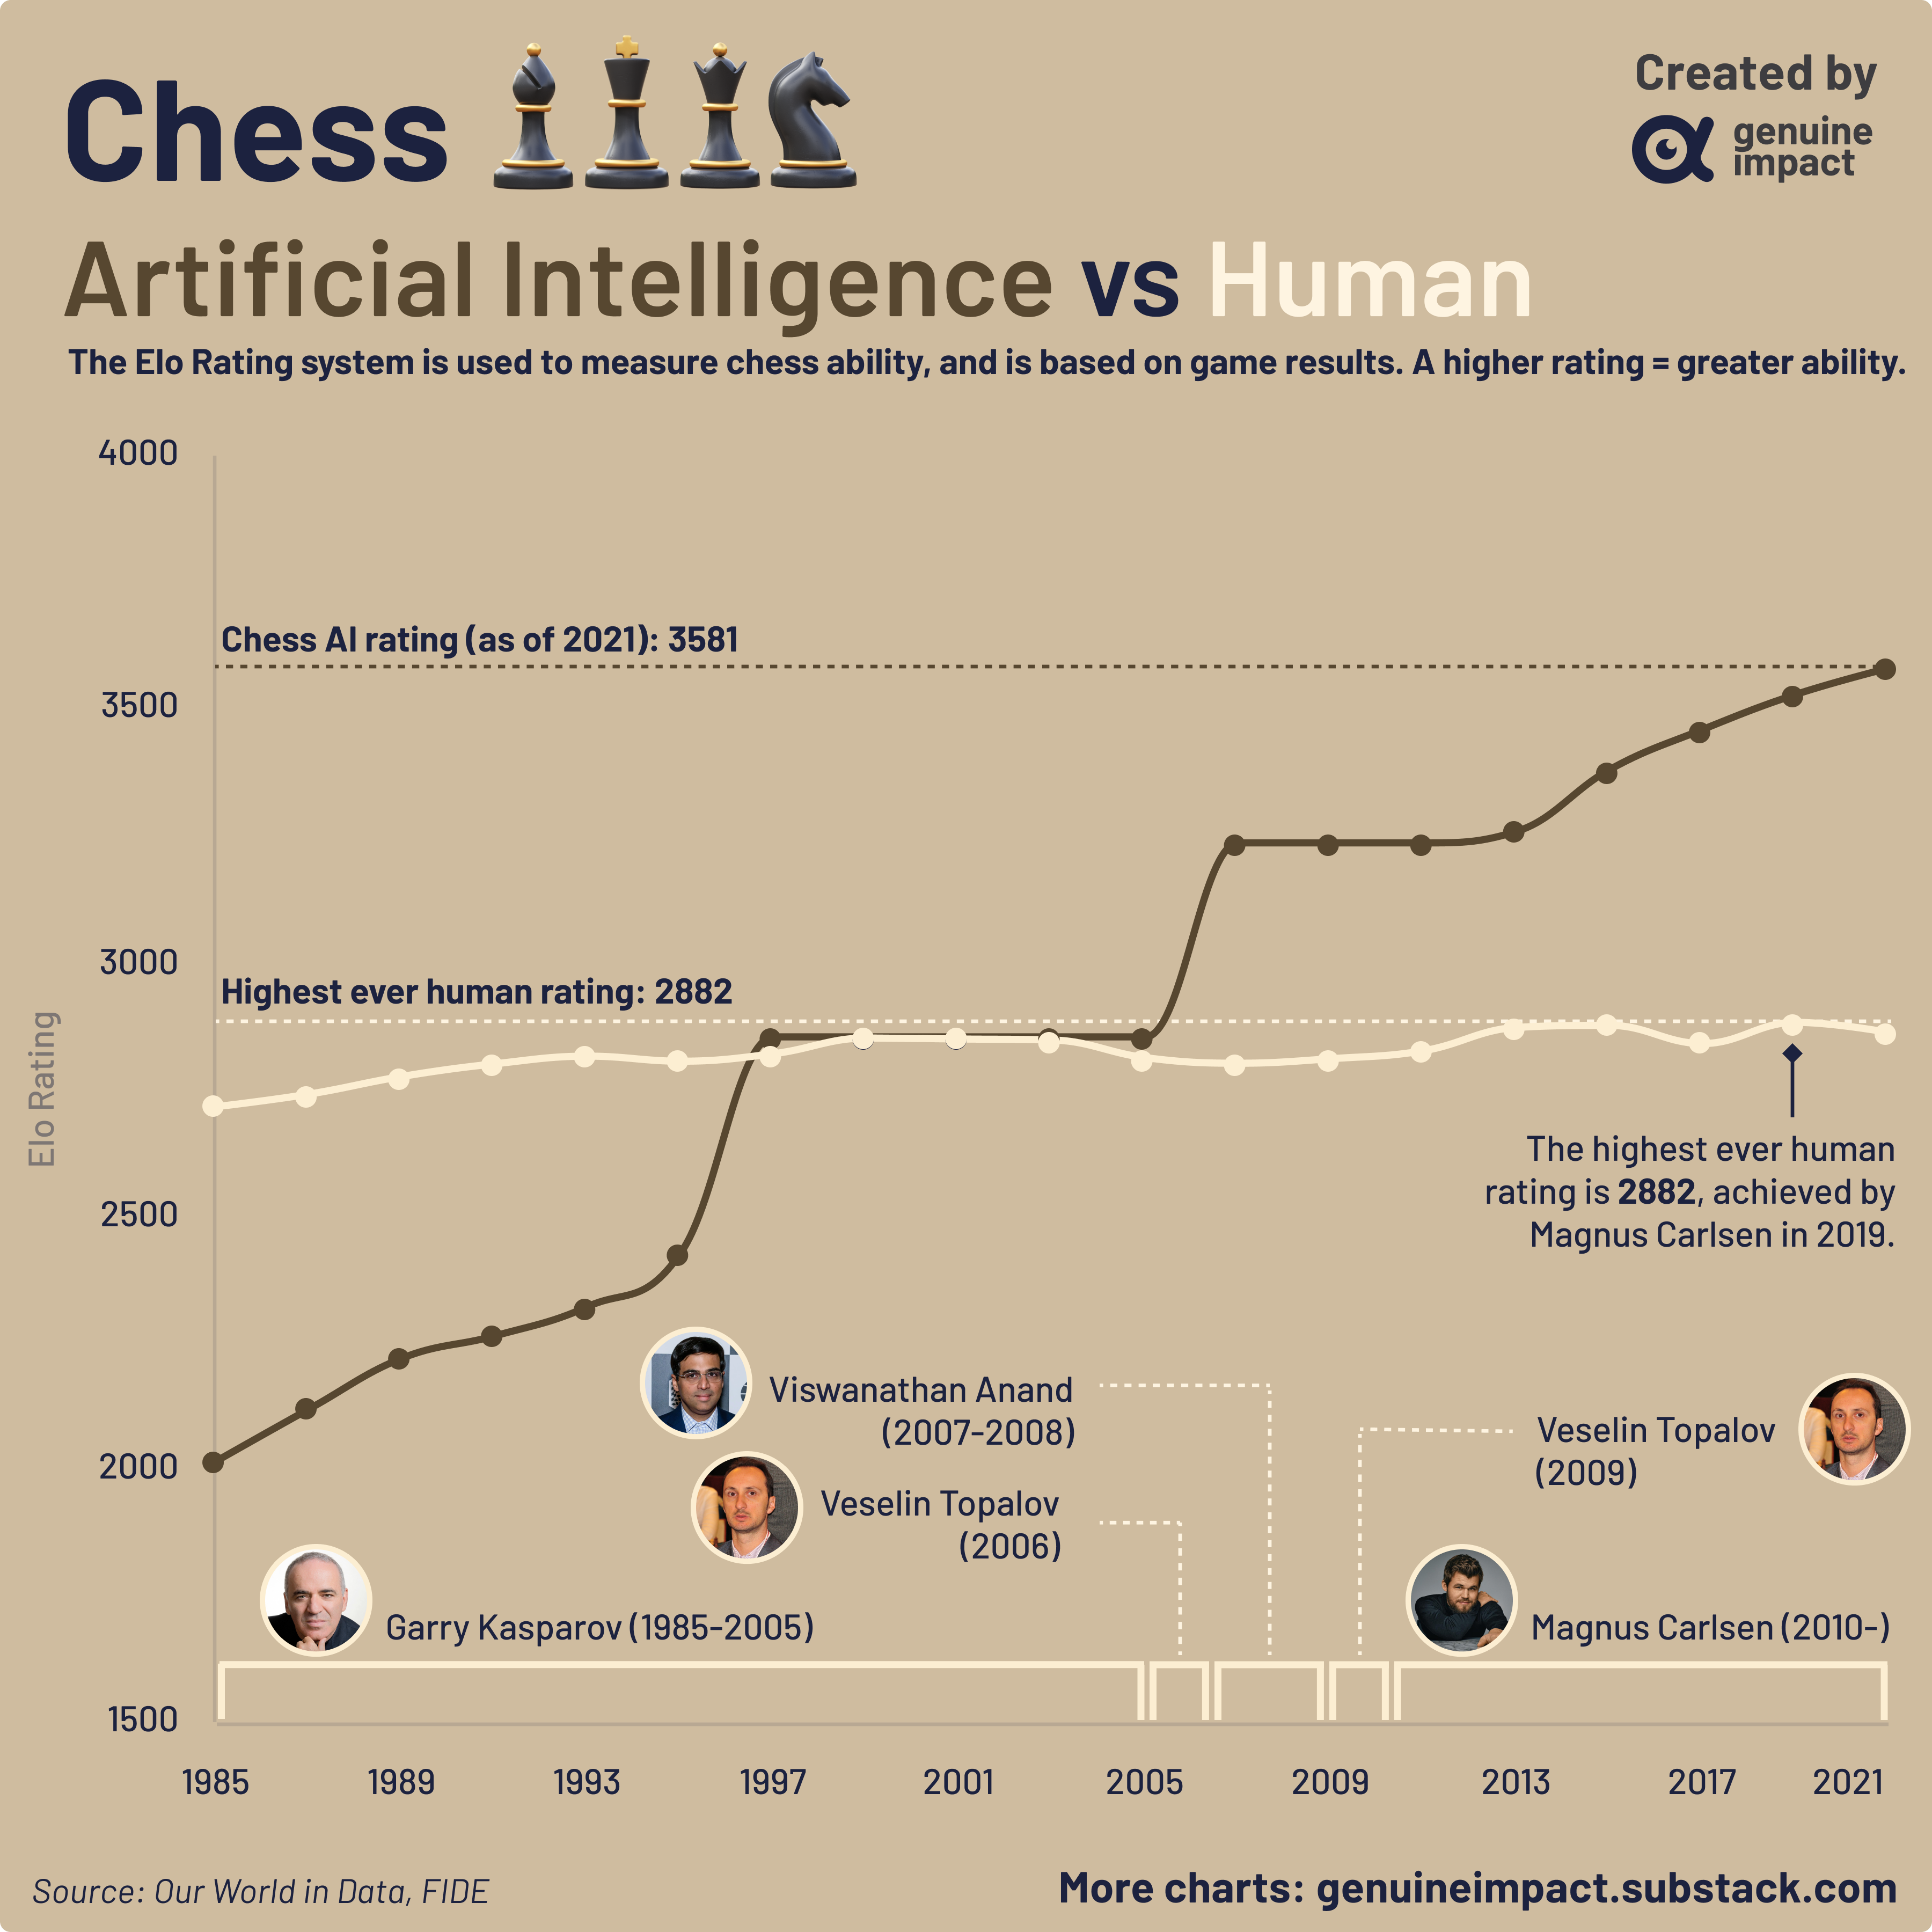 Chess
Created by
genuine
impact
Artificial Intelligence vs Human
The Elo Rating system is used to measure chess ability, and is based on game results. A higher rating = greater ability.
4000
Chess AI rating (as of 2021): 3581
3500
3000
Highest ever human rating: 2882
Elo Rating
The highest ever human
rating is 2882, achieved by
Magnus Carlsen in 2019.
2500
Viswanathan Anand
(2007-2008)
Veselin Topalov
(2009)
2000
Veselin Topalov
(2006)
Garry Kasparov (1985-2005)
Magnus Carlsen (2010-)
1500
1985 1989 1993 1997 2001 2005 2009 2013 2017 2021
Source: Our World in Data, FIDE
More charts: genuineimpact.substack.com